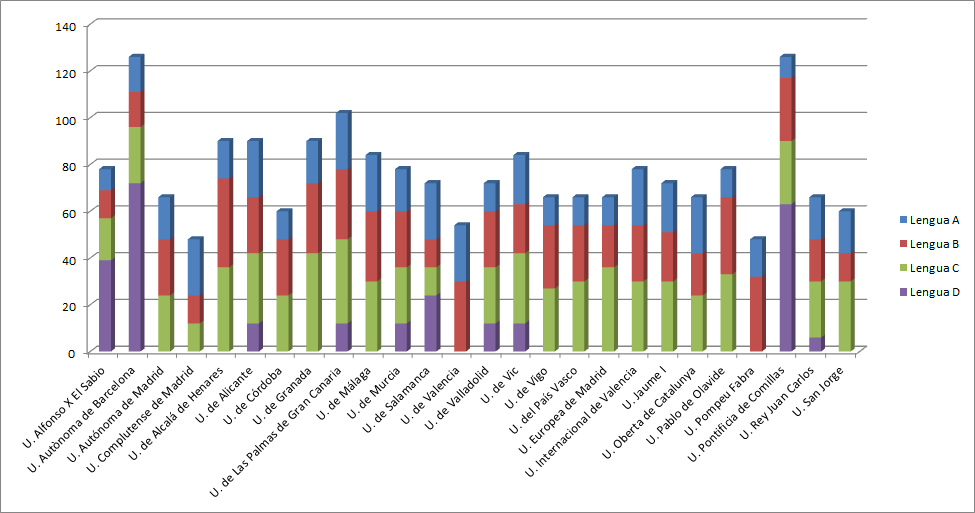 140
120
100
80
60
40
20
0
U. Alfonso X El Sabio
U. Autònoma de Barcelona
U. Autónoma de Madrid
U. Complutense de Madrid
U. de Alcalá de Henares
U. de Alicante
U. de Córdoba
U. de Granada
U. de Las Palmas de Gran Canaria
U. de Málaga
U. de Murcia
U. de Salamanca
U. de Valencia
U. de Valladolid
U. de Vic
U. de Vigo
U. del País Vasco
U. Europea de Madrid
U. Internacional de Valencia
U. Jaume I
U. Oberta de Catalunya
U. Pablo de Olavide
U. Pompeu Fabra
U. Pontificia de Comillas
U. Rey Juan Carlos
U. San Jorge
Lengua A
Lengua B
Lengua C
Lengua D